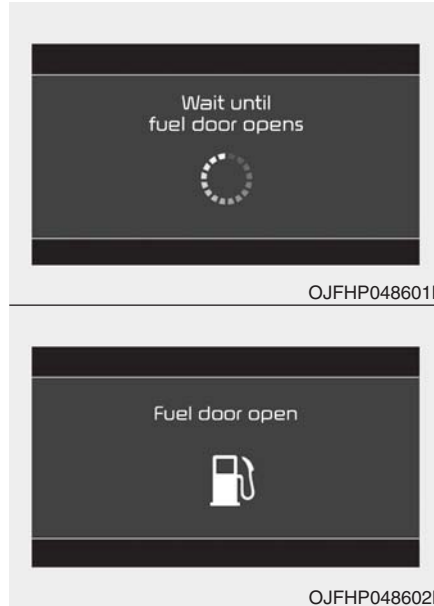 Wait until
fuel door opens
OJFHP048601
Fuel door open
OJFHP048602